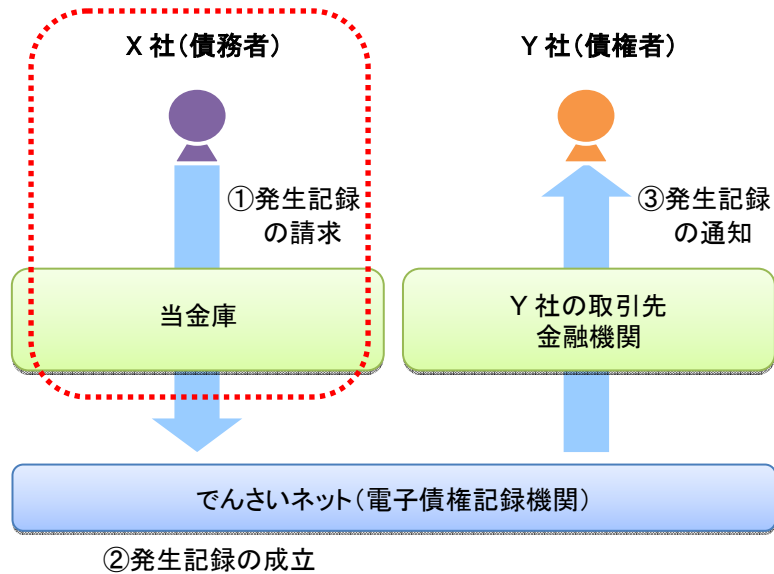 X 社(債務者)
Y 社(債権者)
①発生記録
の請求
③発生記録
の通知
当金庫
Y 社の取引先
金融機関
でんさいネット(電子債権記録機関)
②発生記録の成立